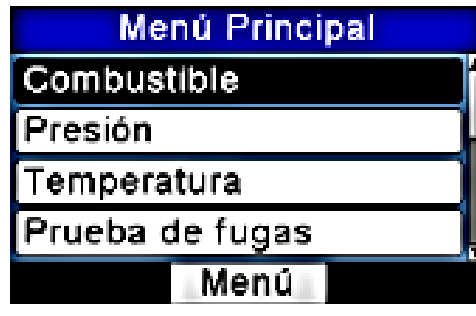 Menú Principal
Combustible
Presión
Temperatura
Prueba de fugas
Menú